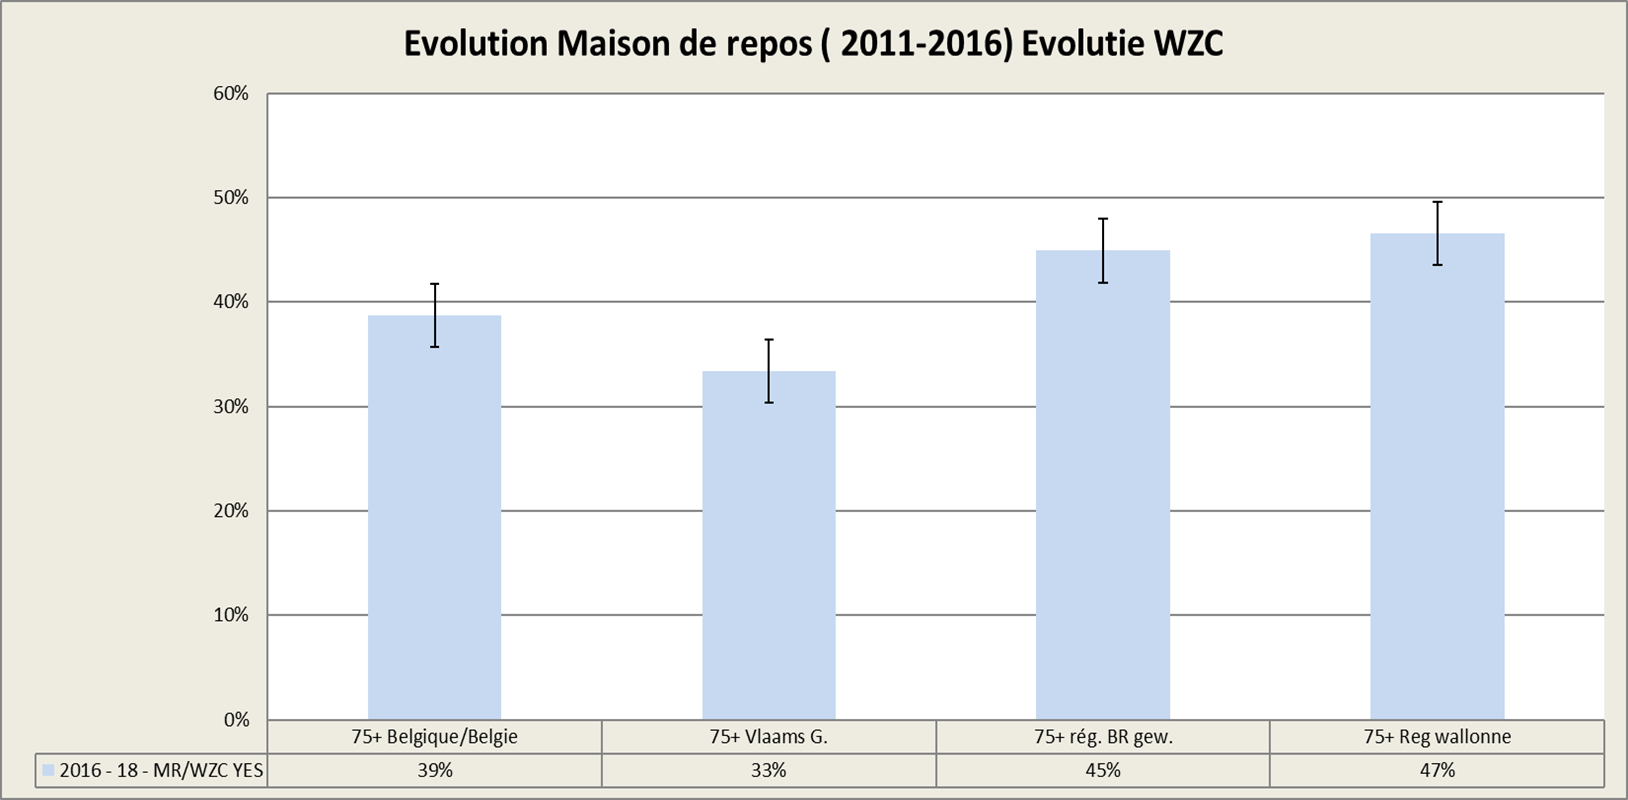 Evolution Maison de repos ( 2011-2016) Evolutie WZC
60%
50%
40%
30%
20%
10%
0%
75+ Belgique/Belgie 75+ Vlaams G. 75+ rég. BR gew. 75+ Reg wallonne
2016 - 18 - MR/WZC YES 39% 33% 45% 47%